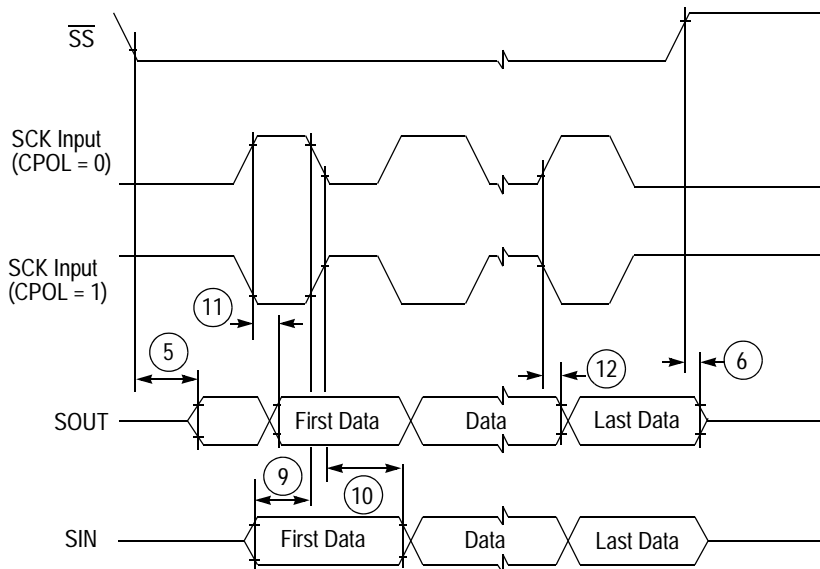 SS
SCK Input
(CPOL = 0)
SCK Input
(CPOL = 1)
11
5
12
6
SOUT
First Data
Data
Last Data
9
10
SIN
First Data
Data
Last Data